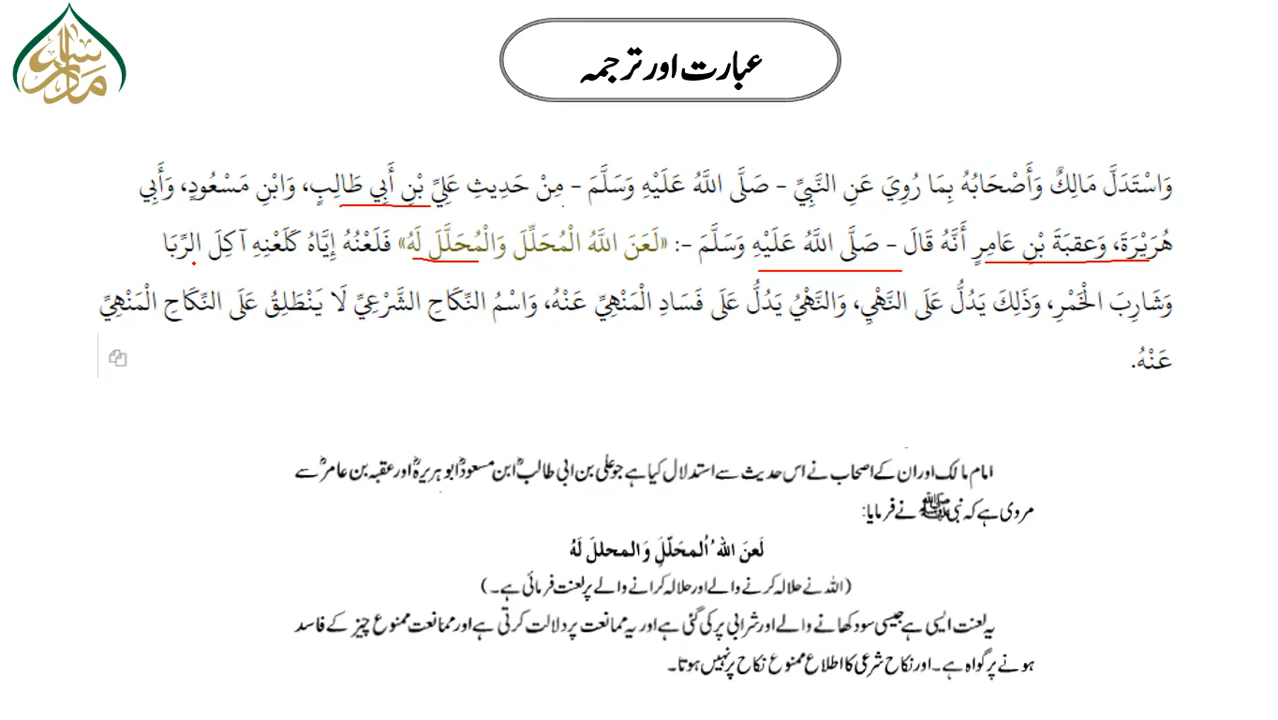 عبارت اور ترجمہ
وَاسْتَدَلَّ مَالِكٌ وَأَصْحَابُهُ بِمَا رُوِيَ عَنِ النَّبِيِّ - صَلَّى اللَّهُ عَلَيْهِ وَسَلَّمَ - مِنْ حَدِيثِ عَلِيِّ بْنِ أَبِي طَالِبٍ، وَابْنِ مَسْعُودٍ، وَأَبِي
هُرَيْرَةَ، وَعقبَةَ بْنِ عَامِرٍ أَنَّهُ قَالَ - صَلَّى اللَّهُ عَلَيْهِ وَسَلَّمَ -: «لَعَنَ اللَّهُ الْمُحَلِّلَ وَالْمُحَلَّلَ لَهُ» فَلَعْنُهُ إِيَّاهُ كَلَعْنِهِ آكِلَ الرِّبَا
وَشَارِبَ الْخَمْرِ، وَذَلِكَ يَدُلُّ عَلَى النَّهْيِ، وَالنَّهْيُ يَدُلُّ عَلَى فَسَادِ الْمَنْهِيِّ عَنْهُ، وَاسْمُ النِّكَاحِ الشَّرْعِيِّ لَا يَنْطَلِقُ عَلَى النِّكَاحِ الْمَنْهِيِّ
عَنْهُ.
امام مالک اور ان کے اصحاب نے اس حدیث سے استدلال کیا ہے جو علی بن ابی طالبؓ ابن مسعودؓ ابو ہریرہؓ اور عقبہ بن عامرؓ سے
مروی ہے کہ نبی ﷺ نے فرمایا:
لَعنَ اللهُ المحَلّلِ وَالمحللَ لَهُ
(اللہ نے حلالہ کرنے والے اور حلالہ کرانے والے پر لعنت فرمائی ہے۔)
یہ لعنت ایسی ہے جیسی سود کھانے والے اور شرابی پر کی گئی ہے اور یہ ممانعت پر دلالت کرتی ہے اور ممانعت ممنوع چیز کے فاسد
ہونے پر گواہ ہے۔ اور نکاح شرعی کا اطلاع ممنوع نکاح پر نہیں ہوتا۔